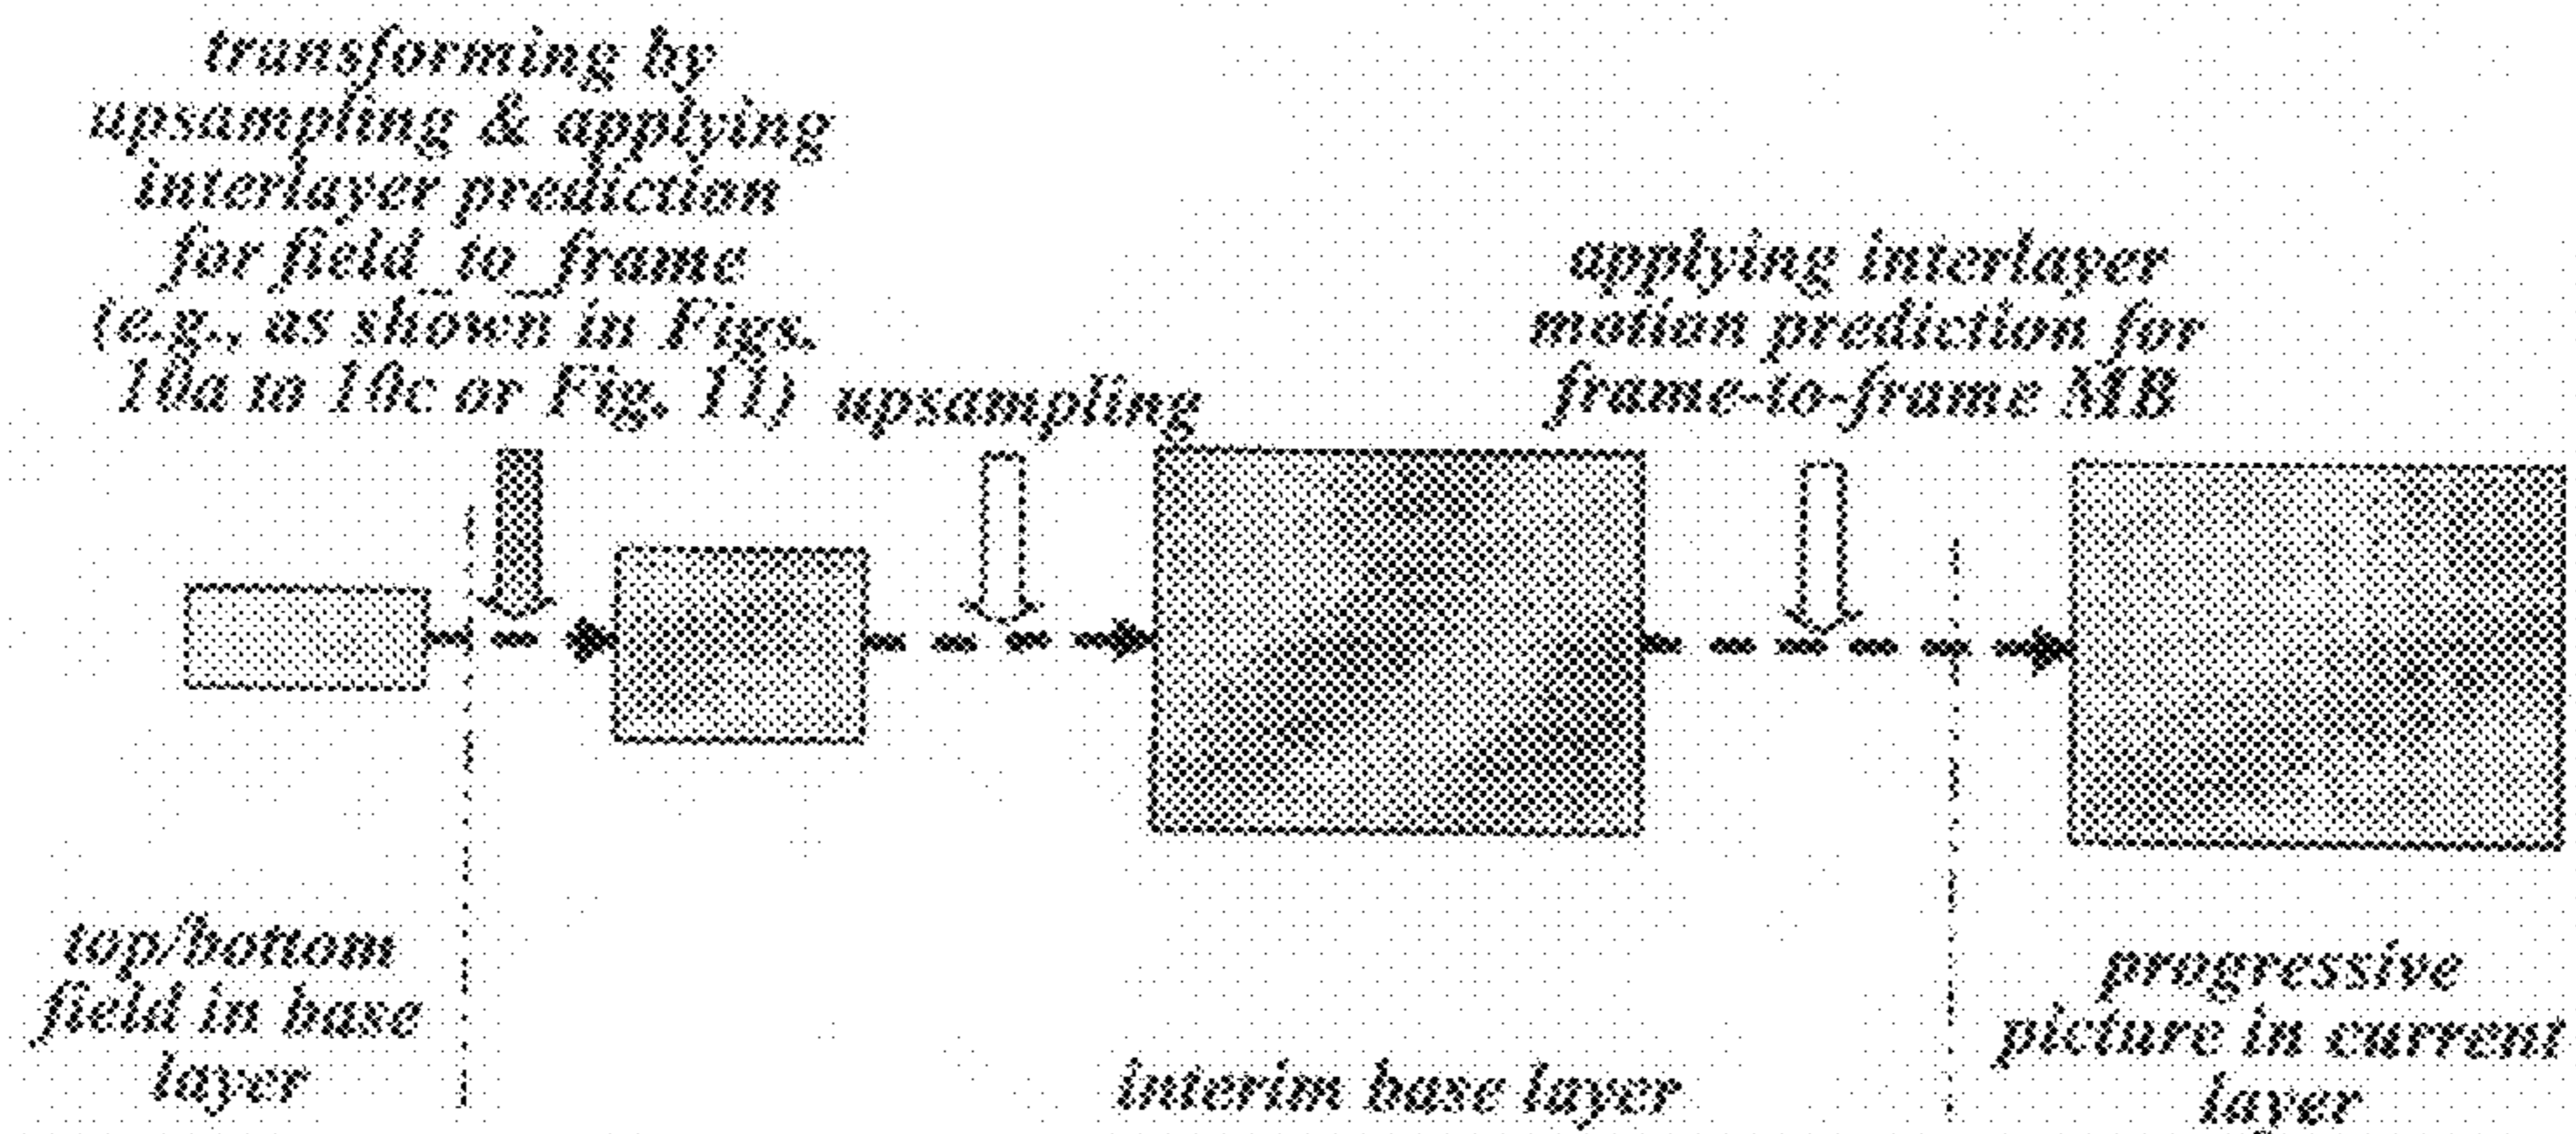 transforming by
upsampling & applying
interlayer prediction
for field_to_frame
(e.g., as shown in Figs.
10a to 10c or Fig. 11)
upsampling
applying interlayer
motion prediction for
frame-to-frame MB
top/bottom
field in base
layer
interim base layer
progressive
picture in current
layer